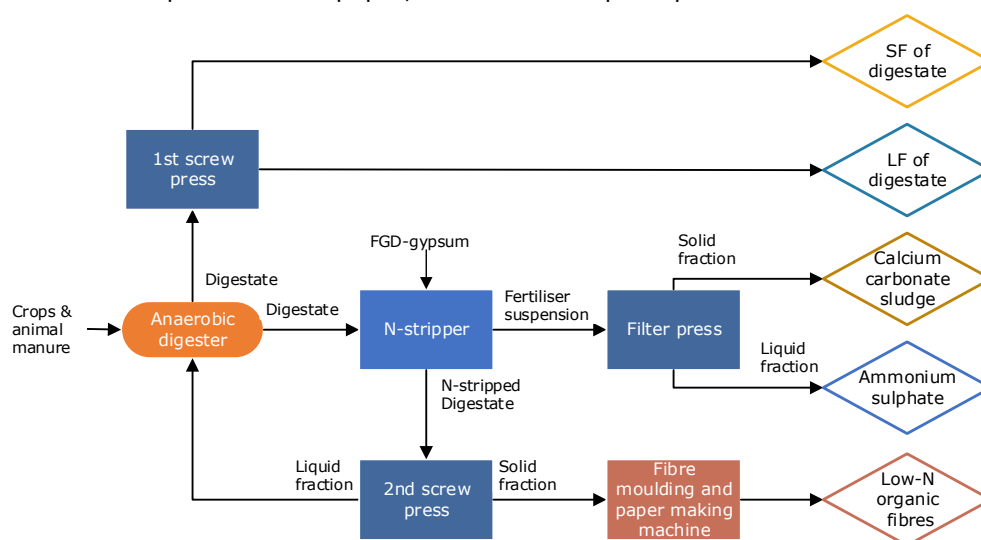 SF of
digestate
1st screw
press
LF of
digestate
FGD-gypsum
Solid
fraction
Calcium
carbonate
sludge
Digestate
Crops &
animal
manure
Anaerobic
digester
Digestate
N-stripper
Fertiliser
suspension
Filter press
Liquid
fraction
Ammonium
sulphate
N-stripped
Digestate
Liquid
fraction
2nd screw
press
Solid
fraction
Fibre
moulding and
paper making
machine
Low-N
organic
fibres